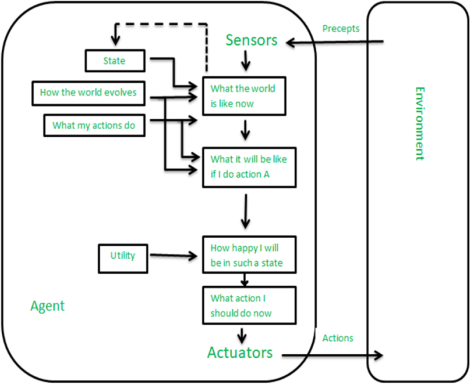 Precepts
Sensors
State
How the world evolves
What the world
is like now
What my actions do
What it will be like
if I do action A
Environment
Utility
How happy I will
be in such a state
Agent
What action I
should do now
Actuators
Actions